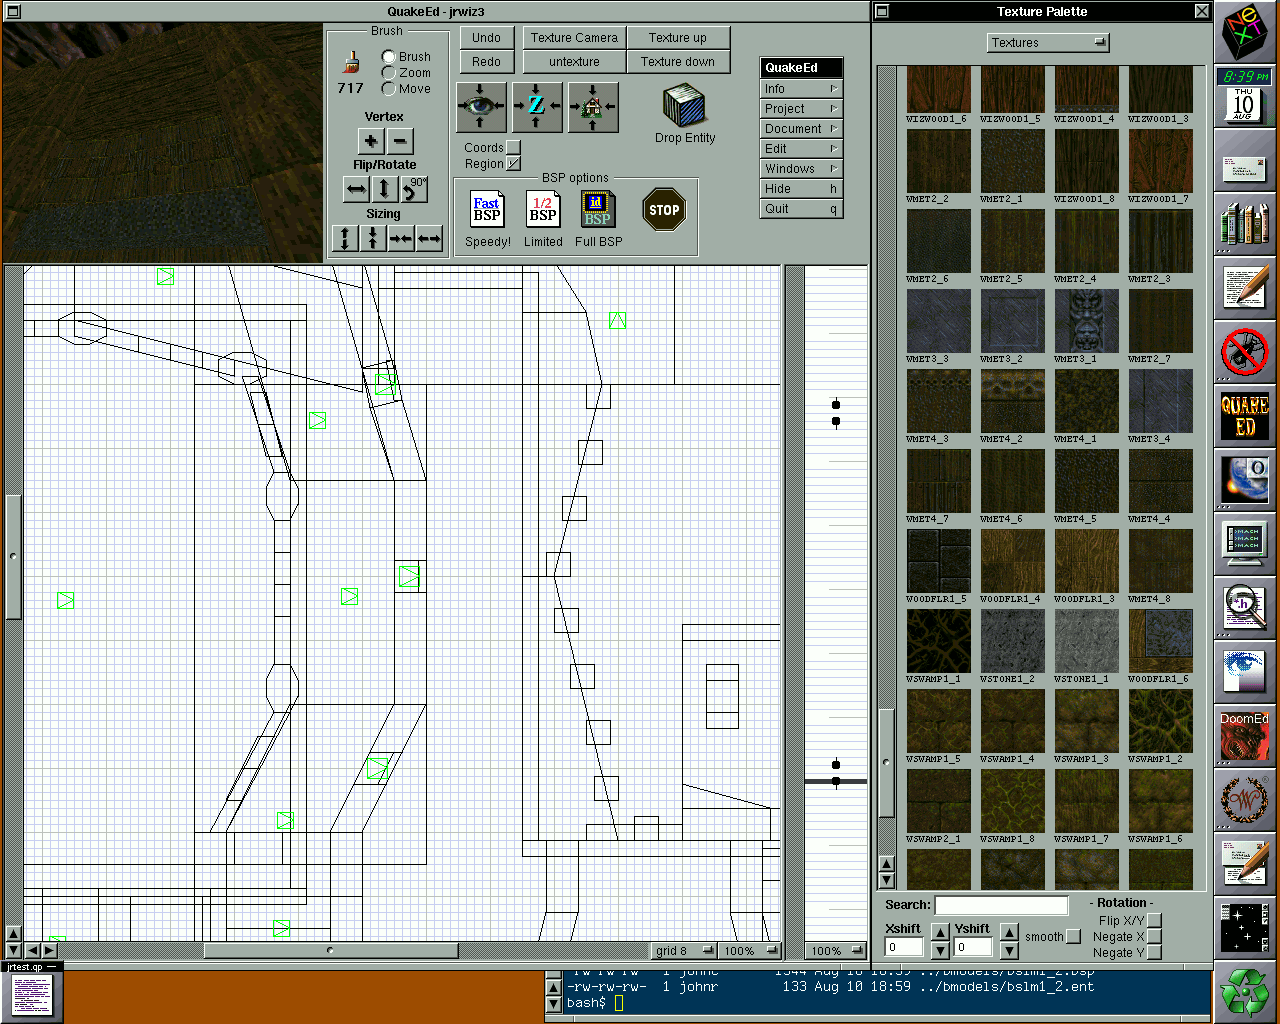 QuakeEd - jrwiz3
Brush
717
Brush
Zoom
Move
Vertex
Flip/Rotate
90°
Sizing
Undo
Redo
Texture Camera
untexture
Texture up
Texture down
Z
Coords
Region
Drop Entity
BSP options
Fast
BSP
Speedy!
1/2
BSP
Limited
id
BSP
Full BSP
STOP
QuakeEd
Info
Project
Document
Edit
Windows
Hide h
Quit q
grid 8
100%
100%
Texture Palette
Textures
WIZWOOD1_6 WIZWOOD1_5 WIZWOOD1_4 WIZWOOD1_3
WMET2_2 WMET2_1 WIZWOOD1_8 WIZWOOD1_7
WMET2_6 WMET2_5 WMET2_4 WMET2_3
WMET3_3 WMET3_2 WMET3_1 WMET2_7
WMET4_3 WMET4_2 WMET4_1 WMET3_4
WMET4_7 WMET4_6 WMET4_5 WMET4_4
WOODFLR1_5 WOODFLR1_4 WOODFLR1_3 WMET4_8
WSWAMP1_1 WSTONE1_2 WSTONE1_1 WOODFLR1_6
WSWAMP1_5 WSWAMP1_4 WSWAMP1_3 WSWAMP1_2
WSWAMP2_1 WSWAMP1_8 WSWAMP1_7 WSWAMP1_6
Search:
- Rotation -
Flip X/Y
Negate X
Negate Y
Xshift
0
Yshift
0
smooth
NeXT
8:39 PM
THU
10
AUG
QUAKE
ED
O
>MACH
>MACH
>MACH
*.h
DoomEd
W
jrtest.qp
-rw-rw-rw- 1 johnr 1344 Aug 10 18:59 ../bmodels/bslm1_2.bsp
-rw-rw-rw- 1 johnr 133 Aug 10 18:59 ../bmodels/bslm1_2.ent
bash$